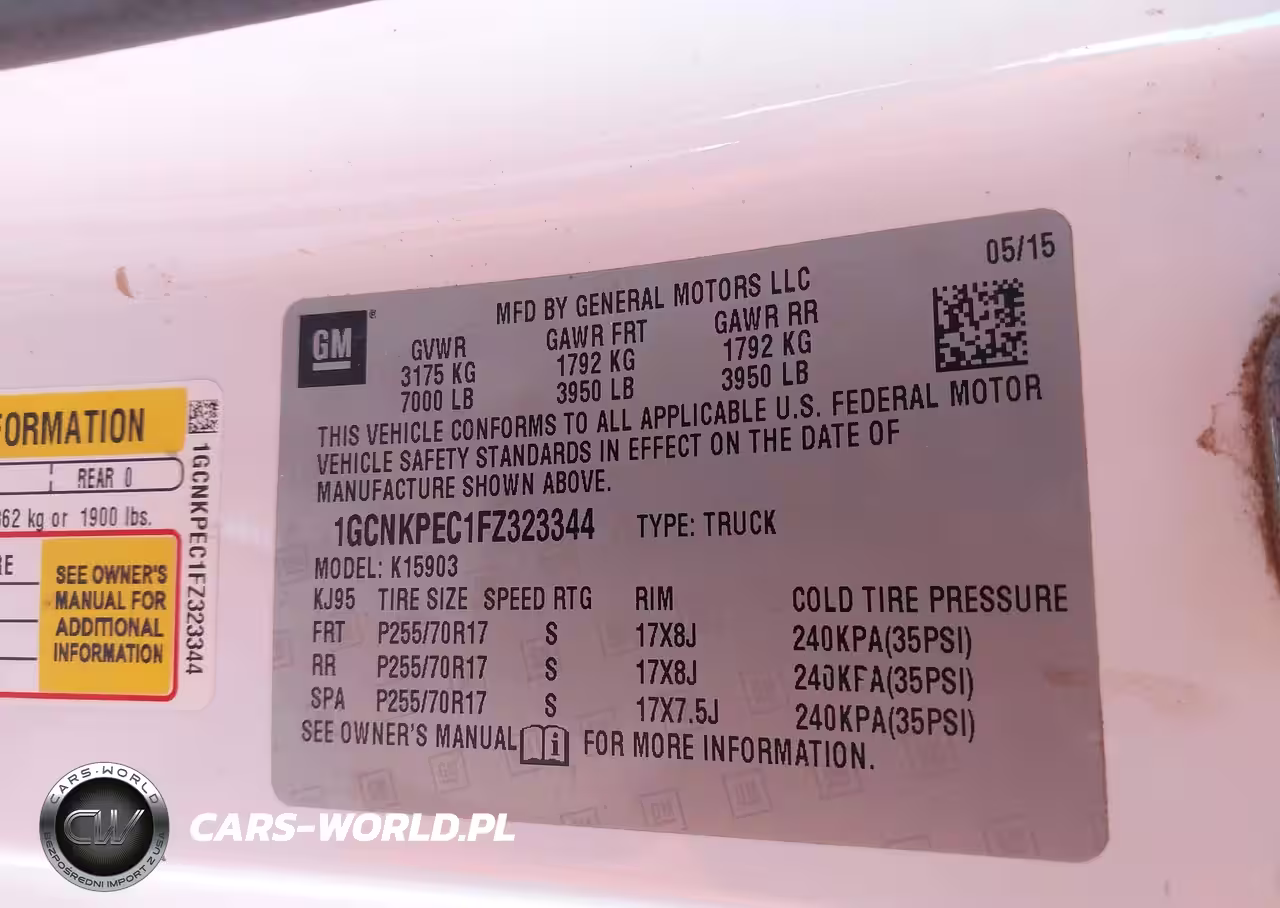 05/15
MFD BY GENERAL MOTORS LLC
GM®
GVWR GAWR FRT GAWR RR
3175 KG 1792 KG 1792 KG
7000 LB 3950 LB 3950 LB
THIS VEHICLE CONFORMS TO ALL APPLICABLE U.S. FEDERAL MOTOR
VEHICLE SAFETY STANDARDS IN EFFECT ON THE DATE OF
MANUFACTURE SHOWN ABOVE.
1GCNKPEC1FZ323344 TYPE: TRUCK
MODEL: K15903
KJ95 TIRE SIZE SPEED RTG RIM COLD TIRE PRESSURE
FRT P255/70R17 S 17X8J 240KPA(35PSI)
RR P255/70R17 S 17X8J 240KPA(35PSI)
SPA P255/70R17 S 17X7.5J 240KPA(35PSI)
SEE OWNER'S MANUAL i FOR MORE INFORMATION.
FORMATION
REAR 0
862 kg or 1900 lbs.
RE
SEE OWNER'S
MANUAL FOR
ADDITIONAL
INFORMATION
1GCNKPEC1FZ323344
CARS-WORLD
CW
BEZPOŚREDNI IMPORT Z USA
CARS-WORLD.PL